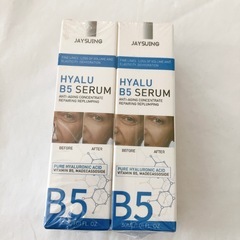 JAYSUING
HYALU
B5 SERUM
ANTI-AGING CONCENTRATE
REPAIRING REPLUMPING
BEFORE AFTER
PURE HYALURONIC ACID
VITAMIN B5, MADECASSOSIDE
B5
JAYSUING
HYALU
B5 SERUM
ANTI-AGING CONCENTRATE
REPAIRING REPLUMPING
BEFORE AFTER
PURE HYALURONIC ACID
VITAMIN B5, MADECASSOSIDE
B5